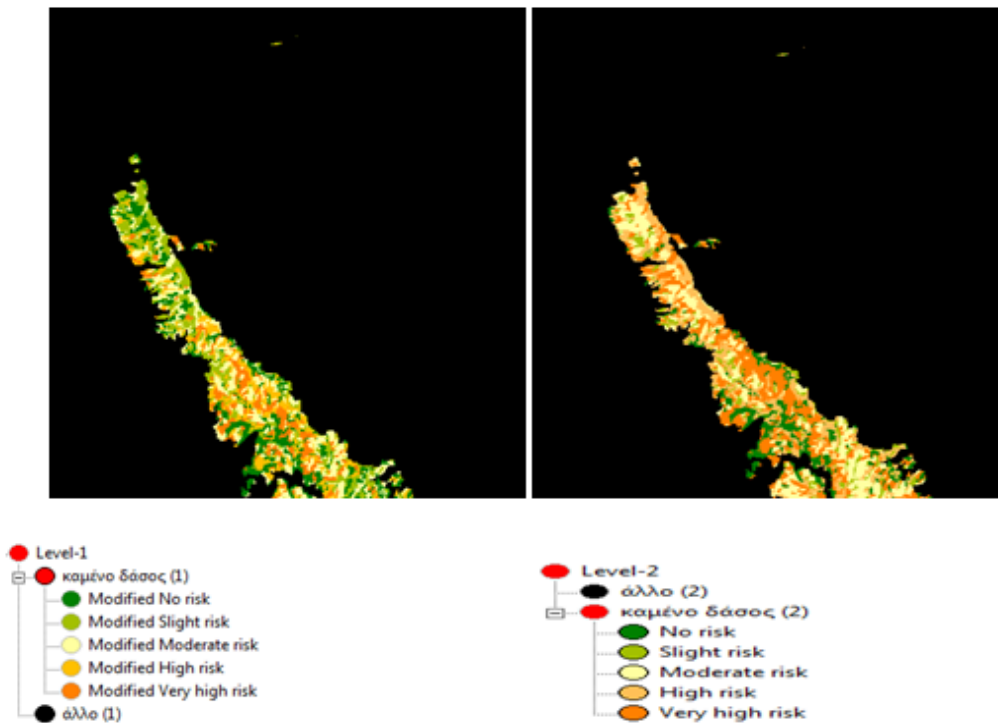 Level-1
καμένο δάσος (1)
Modified No risk
Modified Slight risk
Modified Moderate risk
Modified High risk
Modified Very high risk
άλλο (1)
Level-2
άλλο (2)
καμένο δάσος (2)
No risk
Slight risk
Moderate risk
High risk
Very high risk